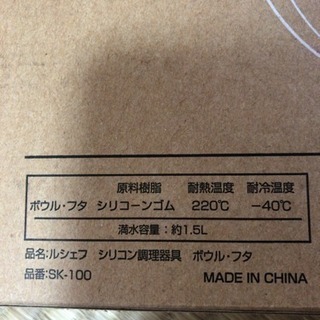 原料樹脂 耐熱温度 耐冷温度
ボウル・フタ シリコーンゴム 220℃ －40℃
満水容量：約1.5L
品名:ルシェフ シリコン調理器具 ボウル・フタ
品番:SK-100 MADE IN CHINA